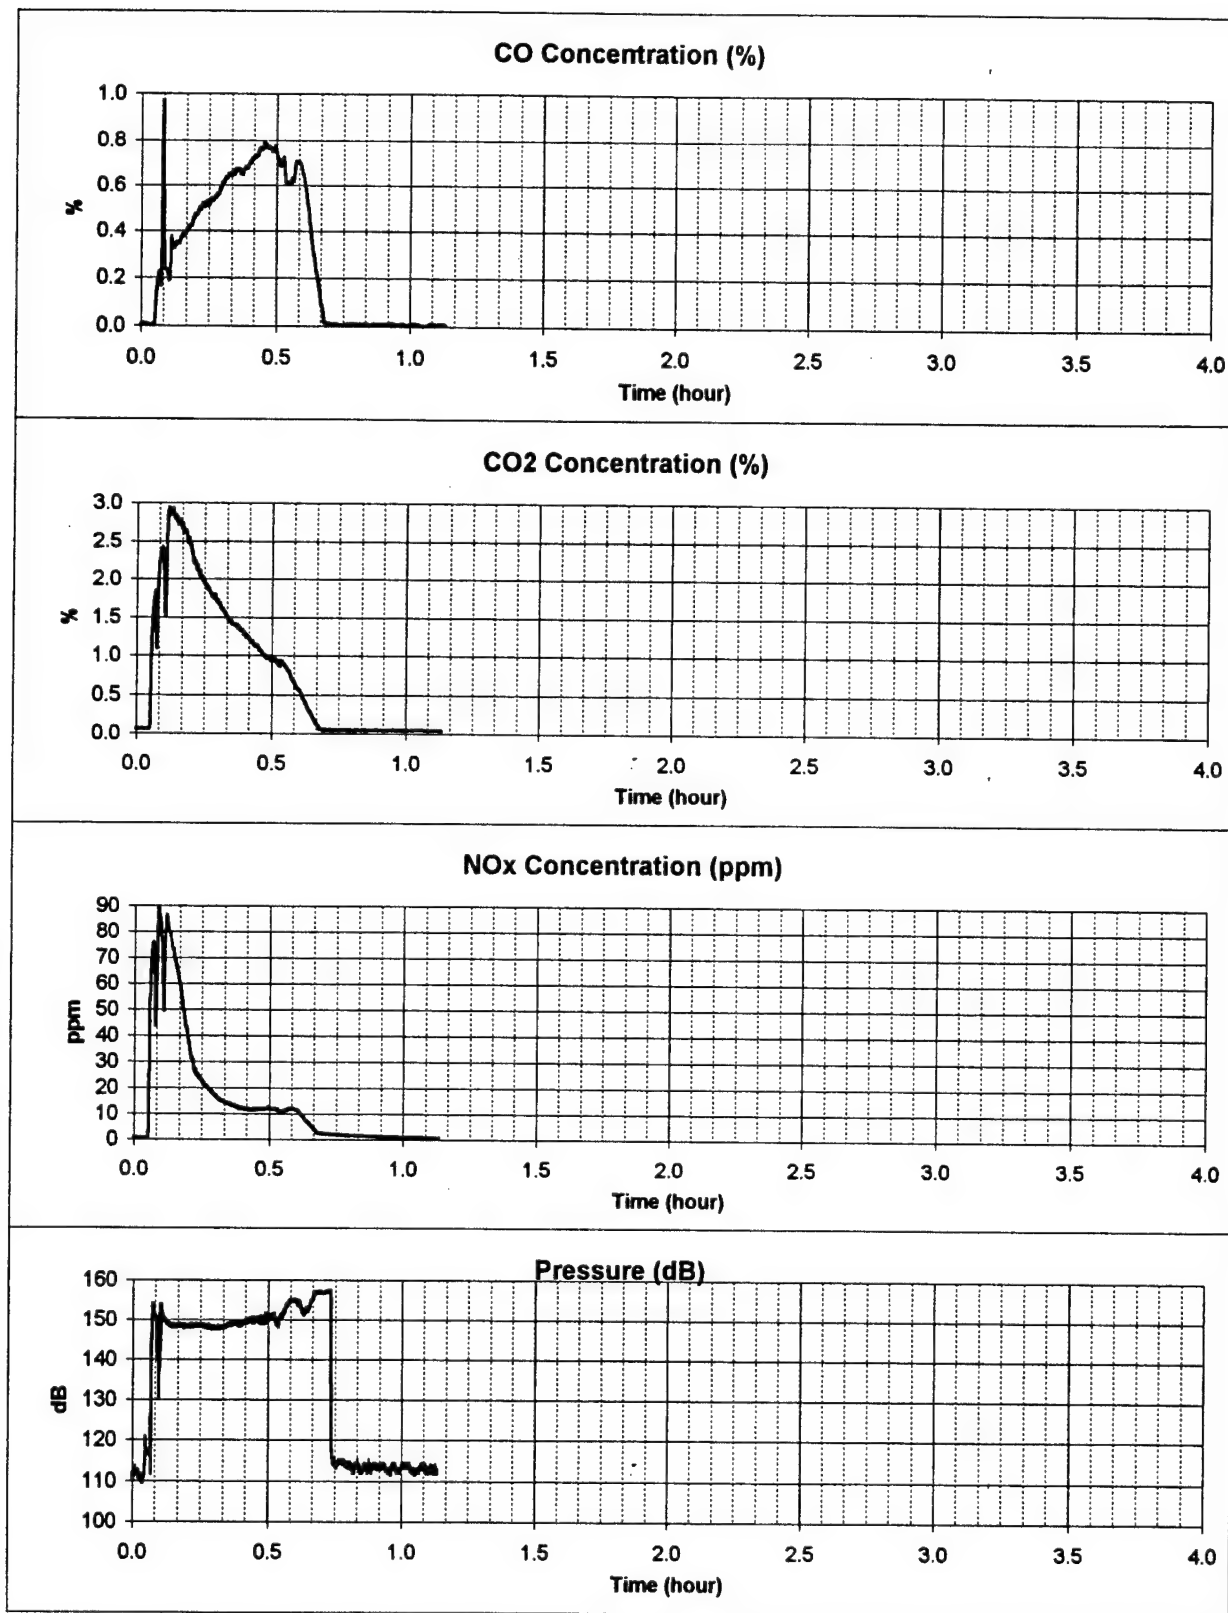 CO Concentration (%)
1.0
0.8
0.6
0.4
0.2
0.0
%
0.0 0.5 1.0 1.5 2.0 2.5 3.0 3.5 4.0
Time (hour)
CO2 Concentration (%)
3.0
2.5
2.0
1.5
1.0
0.5
0.0
%
0.0 0.5 1.0 1.5 2.0 2.5 3.0 3.5 4.0
Time (hour)
NOx Concentration (ppm)
90
80
70
60
50
40
30
20
10
0
ppm
0.0 0.5 1.0 1.5 2.0 2.5 3.0 3.5 4.0
Time (hour)
Pressure (dB)
160
150
140
130
120
110
100
dB
0.0 0.5 1.0 1.5 2.0 2.5 3.0 3.5 4.0
Time (hour)